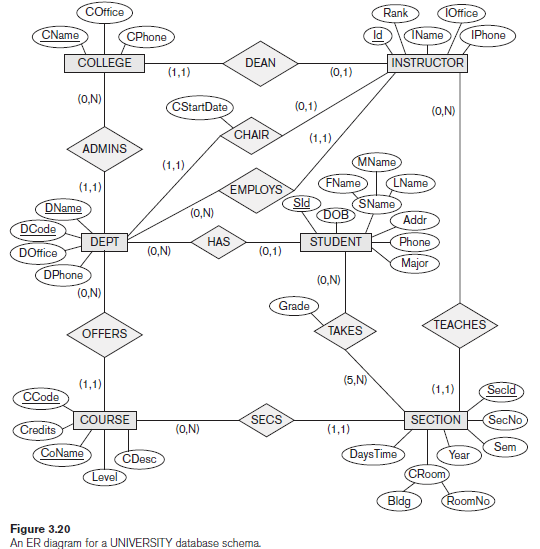 COffice
CName
CPhone
COLLEGE
(1,1)
DEAN
(0,1)
Rank
IOffice
Id
IName
IPhone
INSTRUCTOR
(0,N)
CStartDate
(0,1)
(0,N)
ADMINS
CHAIR
(1,1)
(1,1)
MName
(1,1)
EMPLOYS
FName
LName
DName
(0,N)
SId
DOB
SName
DCode
Addr
DEPT
HAS
STUDENT
Phone
DOffice
(0,N)
(0,1)
Major
DPhone
(0,N)
(0,N)
Grade
OFFERS
TAKES
TEACHES
(1,1)
(5,N)
(1,1)
CCode
SecId
COURSE
SECS
SECTION
SecNo
Credits
(0,N)
(1,1)
CoName
CDesc
DaysTime
Year
Sem
Level
CRoom
Bldg
RoomNo
Figure 3.20
An ER diagram for a UNIVERSITY database schema.